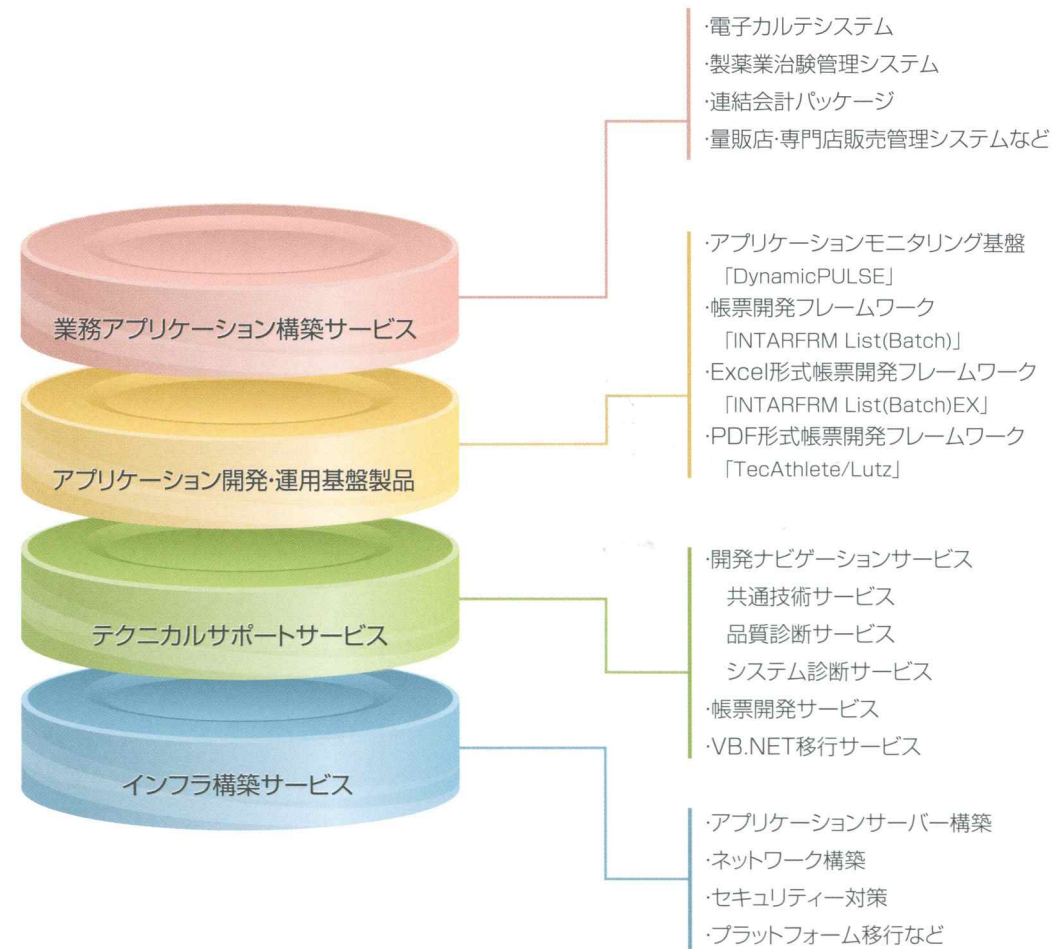 業務アプリケーション構築サービス
・電子カルテシステム
・製薬業治験管理システム
・連結会計パッケージ
・量販店・専門店販売管理システムなど
アプリケーション開発・運用基盤製品
・アプリケーションモニタリング基盤
「DynamicPULSE」
・帳票開発フレームワーク
「INTARFRM List(Batch)」
・Excel形式帳票開発フレームワーク
「INTARFRM List(Batch)EX」
・PDF形式帳票開発フレームワーク
「TecAthlete/Lutz」
テクニカルサポートサービス
・開発ナビゲーションサービス
共通技術サービス
品質診断サービス
システム診断サービス
・帳票開発サービス
・VB.NET移行サービス
インフラ構築サービス
・アプリケーションサーバー構築
・ネットワーク構築
・セキュリティー対策
・プラットフォーム移行など